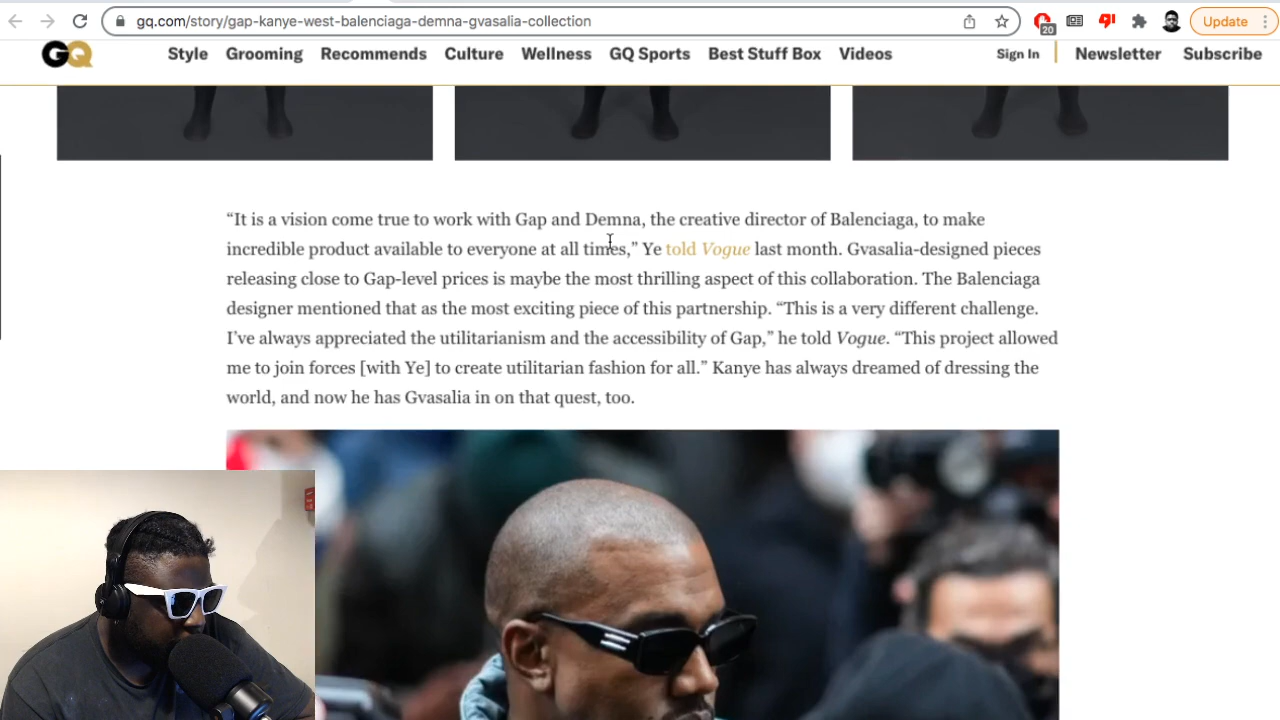 gq.com/story/gap-kanye-west-balenciaga-demna-gvasalia-collection
20
Update
GQ
Style Grooming Recommends Culture Wellness GQ Sports Best Stuff Box Videos Sign In Newsletter Subscribe
“It is a vision come true to work with Gap and Demna, the creative director of Balenciaga, to make
incredible product available to everyone at all times,” Ye told Vogue last month. Gvasalia-designed pieces
releasing close to Gap-level prices is maybe the most thrilling aspect of this collaboration. The Balenciaga
designer mentioned that as the most exciting piece of this partnership. “This is a very different challenge.
I’ve always appreciated the utilitarianism and the accessibility of Gap,” he told Vogue. “This project allowed
me to join forces [with Ye] to create utilitarian fashion for all.” Kanye has always dreamed of dressing the
world, and now he has Gvasalia in on that quest, too.